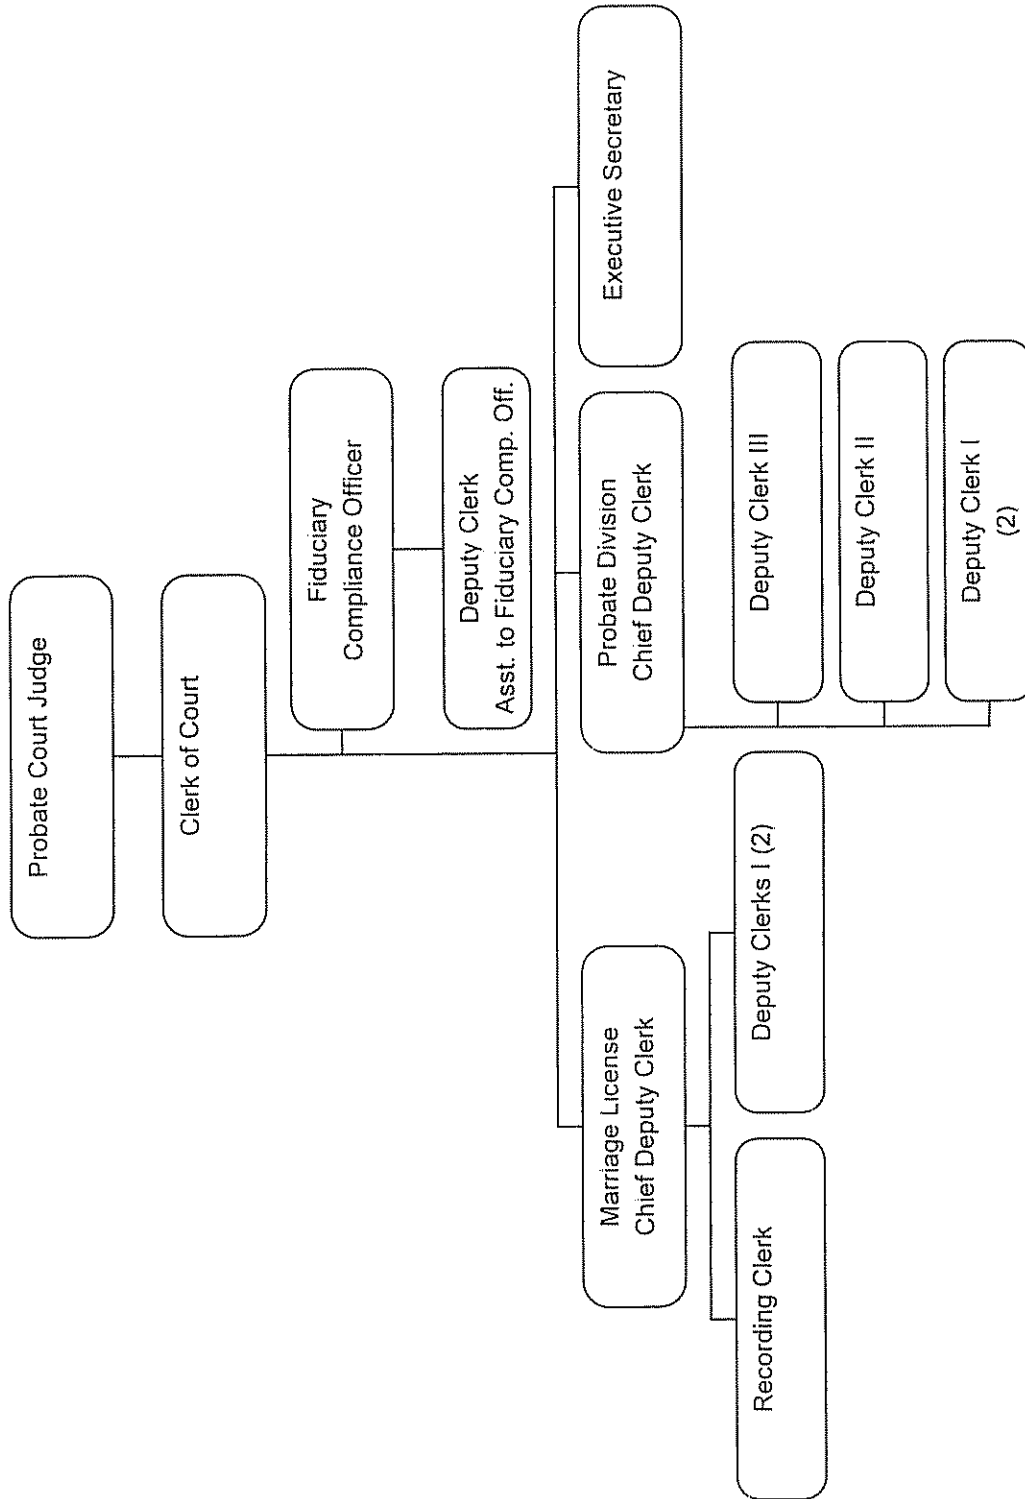 Probate Court Judge
Clerk of Court
Fiduciary
Compliance Officer
Deputy Clerk
Asst. to Fiduciary Comp. Off.
Marriage License
Chief Deputy Clerk
Probate Division
Chief Deputy Clerk
Executive Secretary
Recording Clerk
Deputy Clerks I (2)
Deputy Clerk III
Deputy Clerk II
Deputy Clerk I
(2)